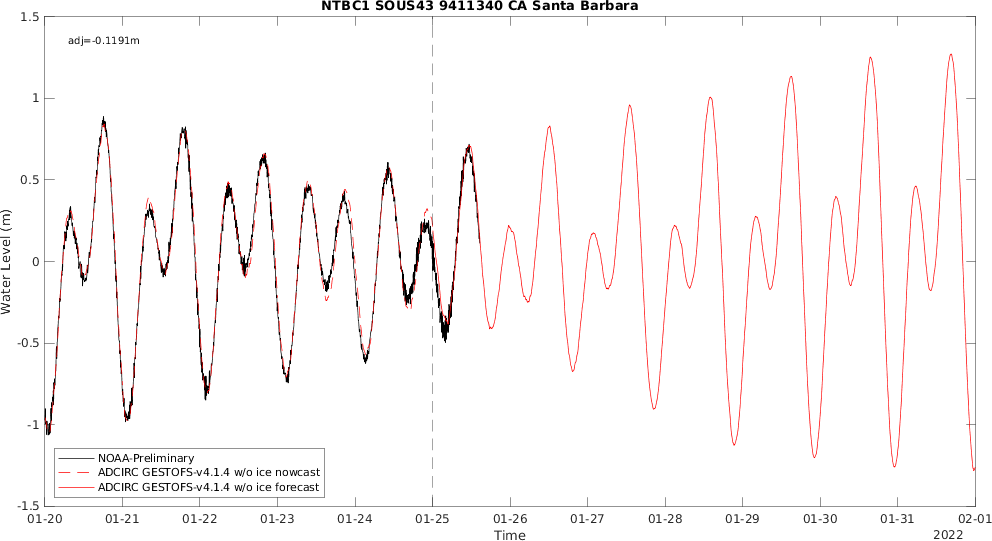 NTBC1 SOUS43 9411340 CA Santa Barbara
adj=-0.1191m
1.5
1
0.5
0
-0.5
-1
-1.5
Water Level (m)
NOAA-Preliminary
ADCIRC GESTOFS-v4.1.4 w/o ice nowcast
ADCIRC GESTOFS-v4.1.4 w/o ice forecast
01-20 01-21 01-22 01-23 01-24 01-25 01-26 01-27 01-28 01-29 01-30 01-31 02-01
Time
2022